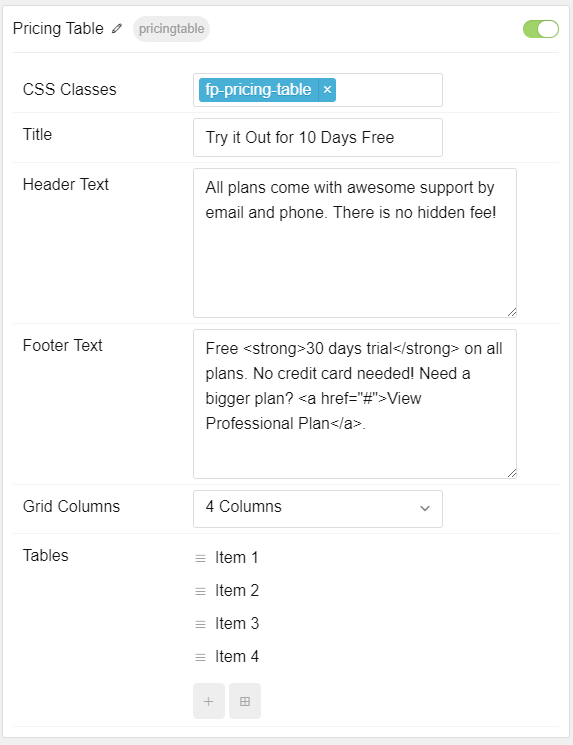 Pricing Table pricingtable
CSS Classes fp-pricing-table ×
Title Try it Out for 10 Days Free
Header Text All plans come with awesome support by
email and phone. There is no hidden fee!
Footer Text Free <strong>30 days trial</strong> on all
plans. No credit card needed! Need a
bigger plan? <a href="#">View
Professional Plan</a>.
Grid Columns 4 Columns
Tables Item 1
Item 2
Item 3
Item 4
+